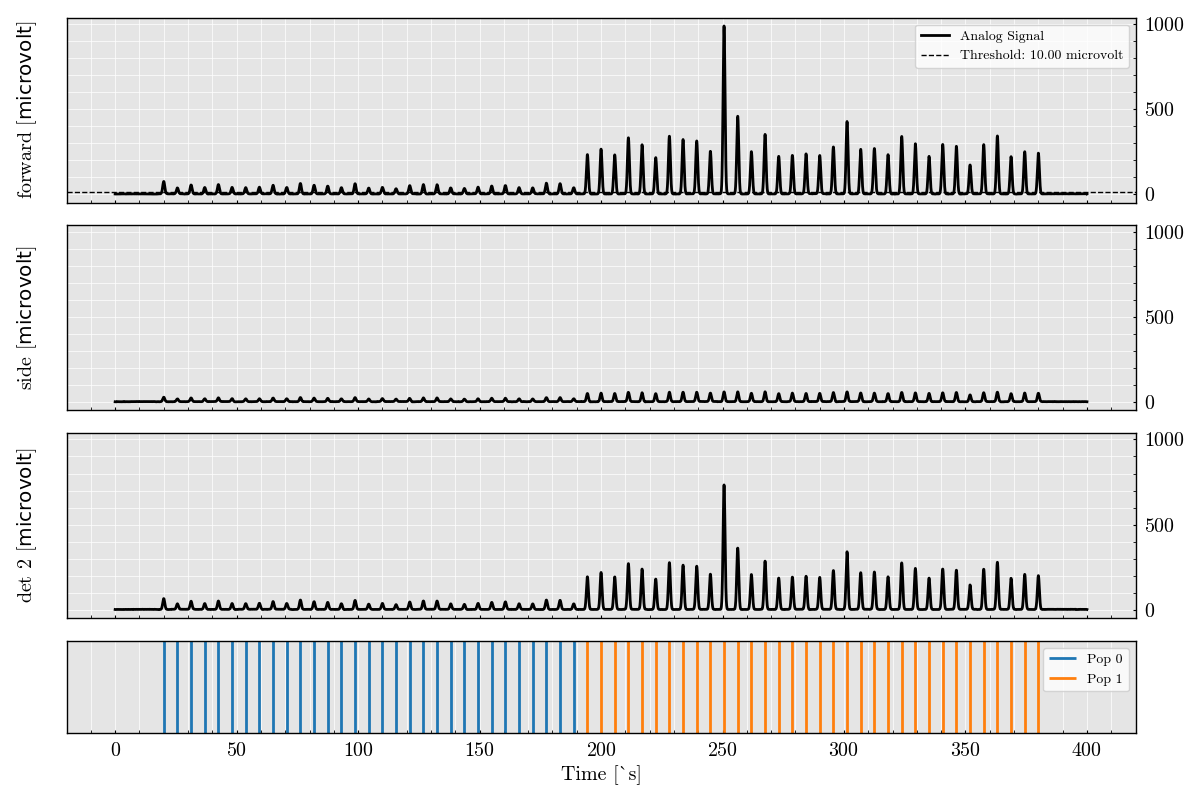 forward [microvolt]
1000
500
0
Analog Signal
Threshold: 10.00 microvolt
side [microvolt]
1000
500
0
det 2 [microvolt]
1000
500
0
Pop 0
Pop 1
0 50 100 150 200 250 300 350 400
Time [`s]